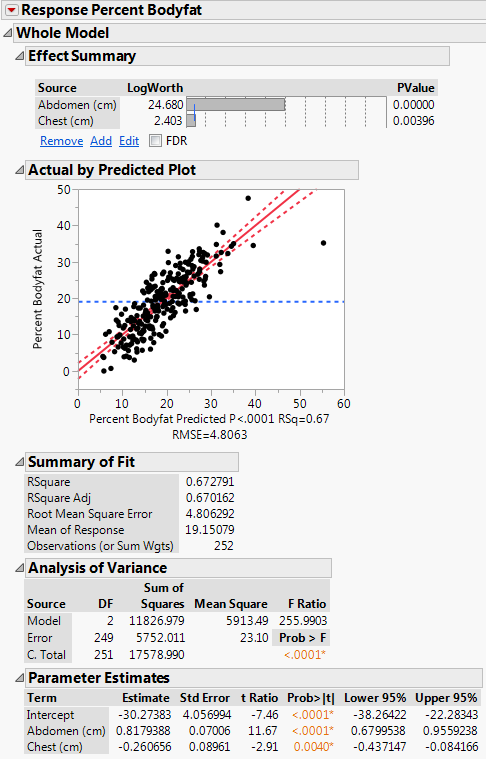 Response Percent Bodyfat
Whole Model
Effect Summary
Source LogWorth PValue
Abdomen (cm) 24.680 0.00000
Chest (cm) 2.403 0.00396
Remove Add Edit FDR
Actual by Predicted Plot
Percent Bodyfat Actual
50
40
30
20
10
0
0 10 20 30 40 50 60
Percent Bodyfat Predicted P<.0001 RSq=0.67
RMSE=4.8063
Summary of Fit
RSquare 0.672791
RSquare Adj 0.670162
Root Mean Square Error 4.806292
Mean of Response 19.15079
Observations (or Sum Wgts) 252
Analysis of Variance
Sum of
Source DF Squares Mean Square F Ratio
Model 2 11826.979 5913.49 255.9903
Error 249 5752.011 23.10 Prob > F
C. Total 251 17578.990 <.0001*
Parameter Estimates
Term Estimate Std Error t Ratio Prob>|t| Lower 95% Upper 95%
Intercept -30.27383 4.056994 -7.46 <.0001* -38.26422 -22.28343
Abdomen (cm) 0.8179388 0.07006 11.67 <.0001* 0.6799538 0.9559238
Chest (cm) -0.260656 0.08961 -2.91 0.0040* -0.437147 -0.084166